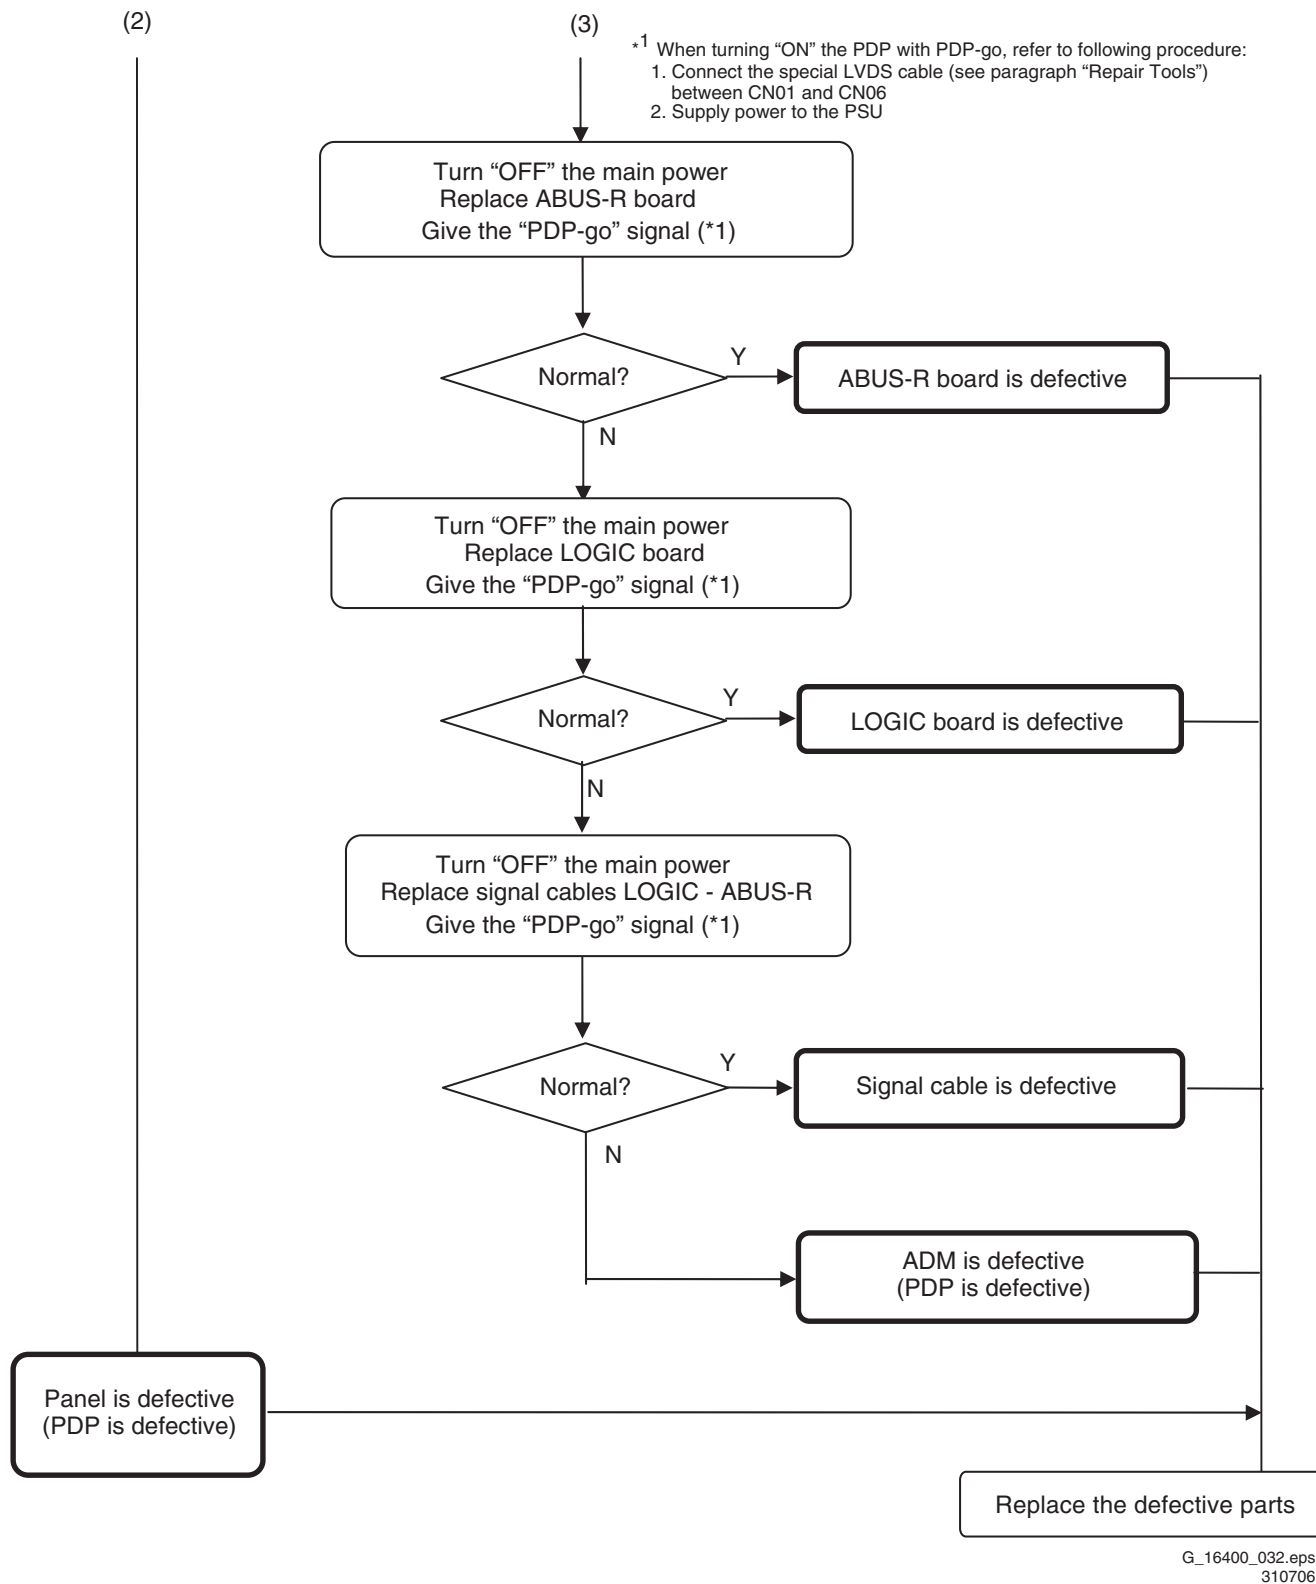 (2)
(3)
*1 When turning “ON” the PDP with PDP-go, refer to following procedure:
1. Connect the special LVDS cable (see paragraph “Repair Tools”)
between CN01 and CN06
2. Supply power to the PSU
Turn “OFF” the main power
Replace ABUS-R board
Give the “PDP-go” signal (*1)
Normal?
Y
ABUS-R board is defective
N
Turn “OFF” the main power
Replace LOGIC board
Give the “PDP-go” signal (*1)
Normal?
Y
LOGIC board is defective
N
Turn “OFF” the main power
Replace signal cables LOGIC - ABUS-R
Give the “PDP-go” signal (*1)
Normal?
Y
Signal cable is defective
N
ADM is defective
(PDP is defective)
Panel is defective
(PDP is defective)
Replace the defective parts
G_16400_032.eps
310706